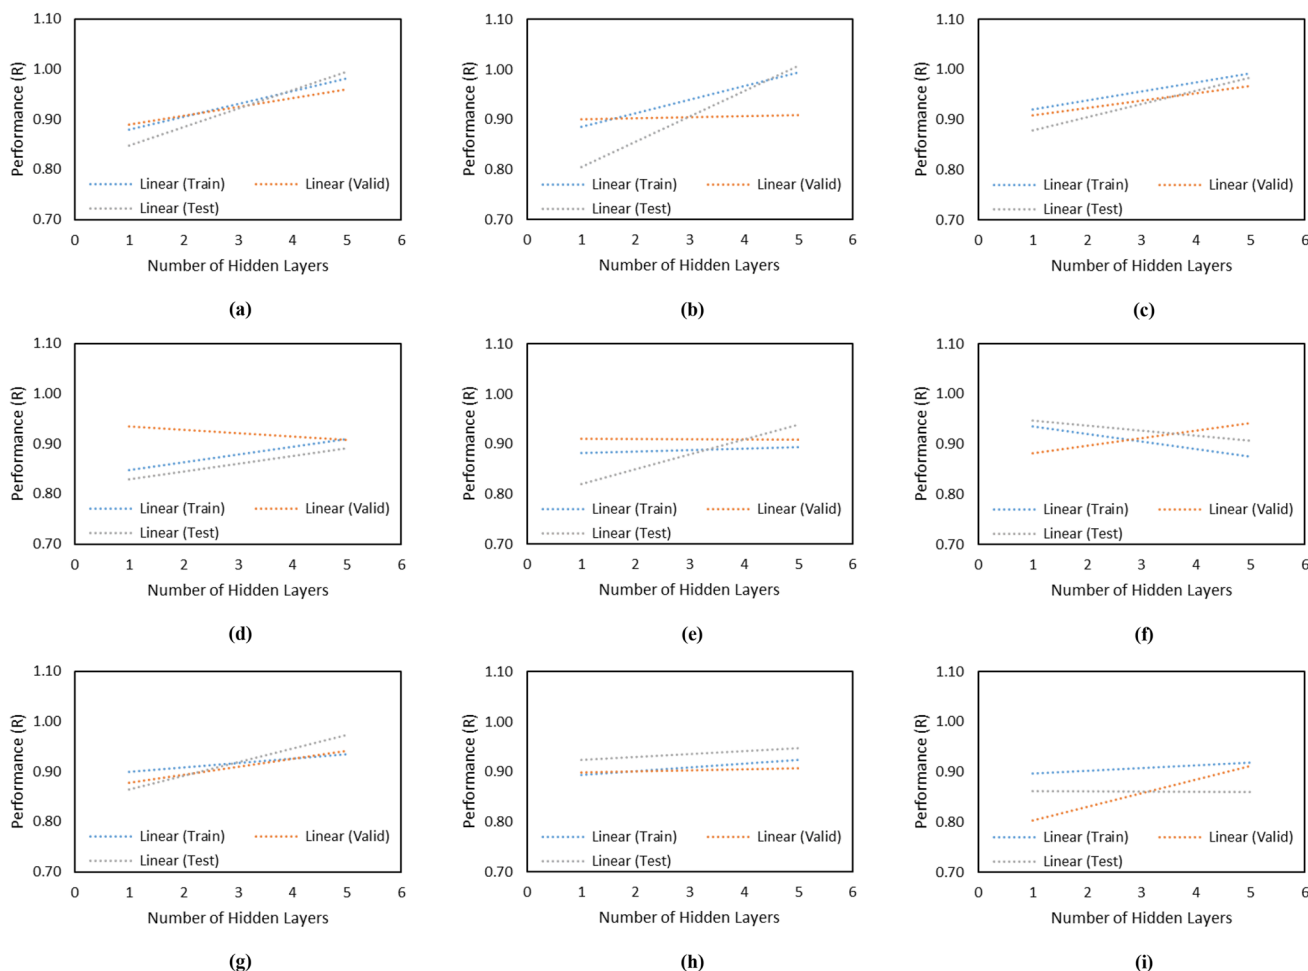 1.10
1.00
0.90
0.80
0.70
Performance (R)
Linear (Train) Linear (Valid)
Linear (Test)
0 1 2 3 4 5 6
Number of Hidden Layers
(a)
1.10
1.00
0.90
0.80
0.70
Performance (R)
Linear (Train) Linear (Valid)
Linear (Test)
0 1 2 3 4 5 6
Number of Hidden Layers
(b)
1.10
1.00
0.90
0.80
0.70
Performance (R)
Linear (Train) Linear (Valid)
Linear (Test)
0 1 2 3 4 5 6
Number of Hidden Layers
(c)
1.10
1.00
0.90
0.80
0.70
Performance (R)
Linear (Train) Linear (Valid)
Linear (Test)
0 1 2 3 4 5 6
Number of Hidden Layers
(d)
1.10
1.00
0.90
0.80
0.70
Performance (R)
Linear (Train) Linear (Valid)
Linear (Test)
0 1 2 3 4 5 6
Number of Hidden Layers
(e)
1.10
1.00
0.90
0.80
0.70
Performance (R)
Linear (Train) Linear (Valid)
Linear (Test)
0 1 2 3 4 5 6
Number of Hidden Layers
(f)
1.10
1.00
0.90
0.80
0.70
Performance (R)
Linear (Train) Linear (Valid)
Linear (Test)
0 1 2 3 4 5 6
Number of Hidden Layers
(g)
1.10
1.00
0.90
0.80
0.70
Performance (R)
Linear (Train) Linear (Valid)
Linear (Test)
0 1 2 3 4 5 6
Number of Hidden Layers
(h)
1.10
1.00
0.90
0.80
0.70
Performance (R)
Linear (Train) Linear (Valid)
Linear (Test)
0 1 2 3 4 5 6
Number of Hidden Layers
(i)